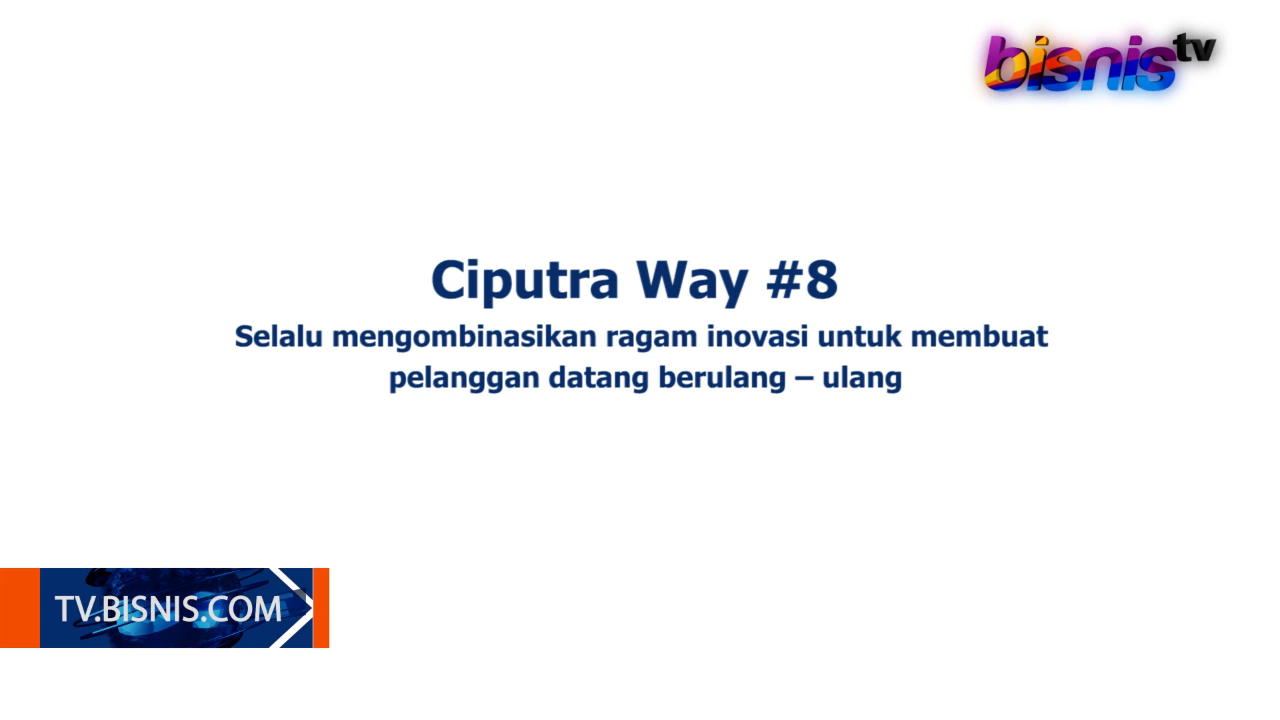 bisnis tv
Ciputra Way #8
Selalu mengombinasikan ragam inovasi untuk membuat
pelanggan datang berulang – ulang
TV.BISNIS.COM